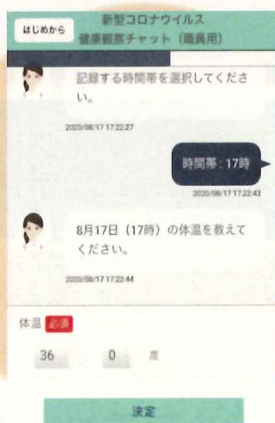 はじめから
新型コロナウイルス
健康観察チャット（職員用）
記録する時間帯を選択してくださ
い。
2020/08/17 17:22:27
時間帯：17時
2020/08/17 17:22:43
8月17日（17時）の体温を教えて
ください。
2020/08/17 17:22:44
体温 必須
36 0 度
決定